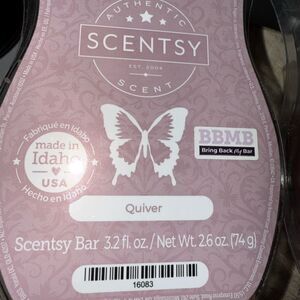 AUTHENTIC
SCENTSY
EST. 2004
SCENT
Fabriqué en Idaho
made in
Idaho
USA
Hecho en Idaho
BBMB
Bring Back My Bar
Quiver
Scentsy Bar 3.2 fl. oz. / Net Wt. 2.6 oz. (74 g)
16083